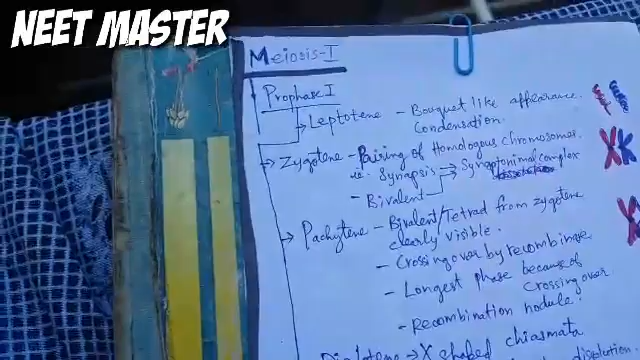 NEET MASTER
Meiosis-I
Prophase I
Leptotene - Bouquet like appearance.
Condensation.
Zygotene - Pairing of Homologous Chromosomes.
ie. Synapsis → Synaptonimal complex
- Bivalent
Pachytene - Bivalent/Tetrad from zygotene
clearly visible.
- Crossing over by recombinase
- Longest phase because of
Crossing over
- Recombination nodule.
→ X shaped chiasmata